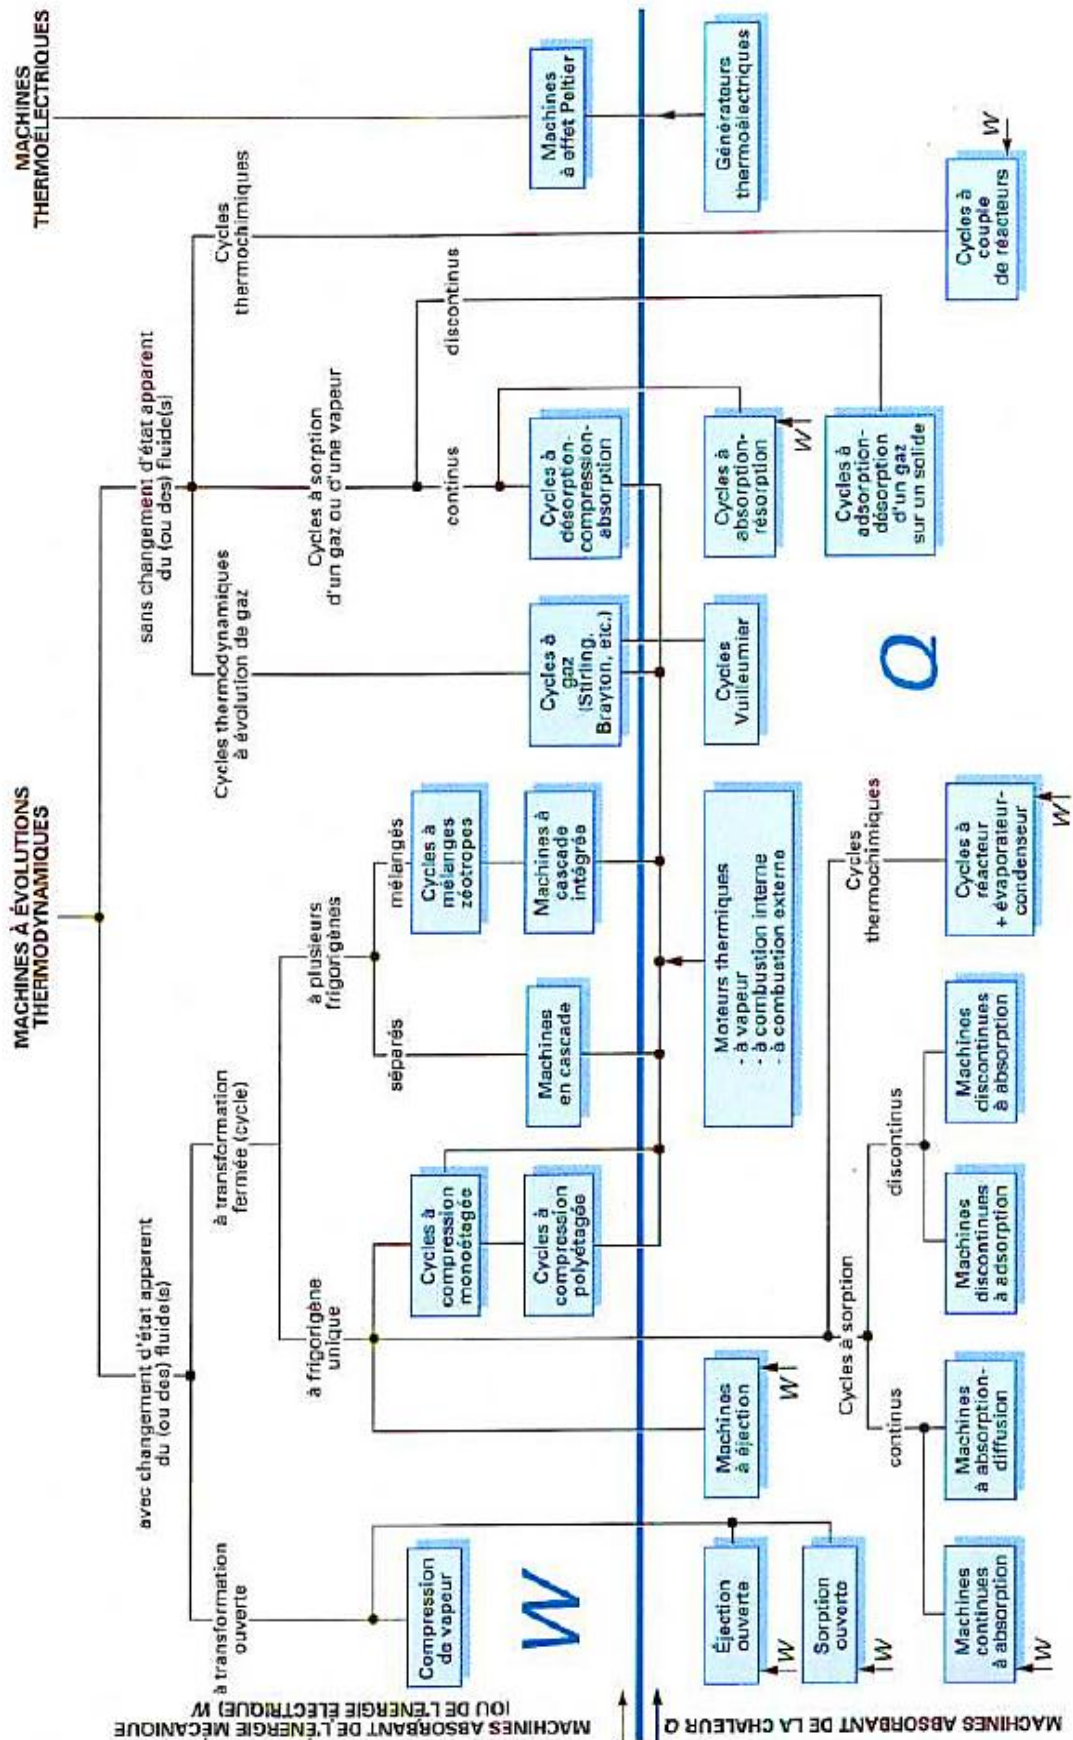 MACHINES À ÉVOLUTIONS
THERMODYNAMIQUES
MACHINES
THERMOÉLECTRIQUES
avec changement d'état apparent
du (ou des) fluide(s)
sans changement d'état apparent
du (ou des) fluide(s)
à transformation
ouverte
à transformation
fermée (cycle)
Cycles thermodynamiques
à évolution de gaz
Cycles
thermochimiques
à frigorigène
unique
à plusieurs
frigorigènes
Cycles à sorption
d'un gaz ou d'une vapeur
séparés
mélangés
continus
discontinus
Compression
de vapeur
Cycles à
compression
monoétagée
Cycles à
mélanges
zéotropes
Cycles à
compression
polyétagée
Machines
en cascade
Machines à
cascade
intégrée
Cycles à
gaz
(Stirling,
Brayton, etc.)
Cycles à
désorption-
compression-
absorption
Machines
à effet Peltier
W
MACHINES ABSORBANT DE L'ÉNERGIE MÉCANIQUE
(OU DE L'ÉNERGIE ÉLECTRIQUE) W
MACHINES ABSORBANT DE LA CHALEUR Q
Éjection
ouverte
W
Sorption
ouverte
W
Machines
à éjection
W
Moteurs thermiques
- à vapeur
- à combustion interne
- à combustion externe
Cycles
Vuilleumier
Cycles à
absorption-
résorption
W
Cycles à
adsorption-
désorption
d'un gaz
sur un solide
Générateurs
thermoélectriques
Q
Cycles à sorption
Cycles
thermochimiques
continus
discontinus
Machines
continues
à absorption
W
Machines
à absorption-
diffusion
Machines
discontinues
à adsorption
Machines
discontinues
à absorption
Cycles à
réacteur
+ évaporateur-
condenseur
W
Cycles à
couple
de réacteurs
W